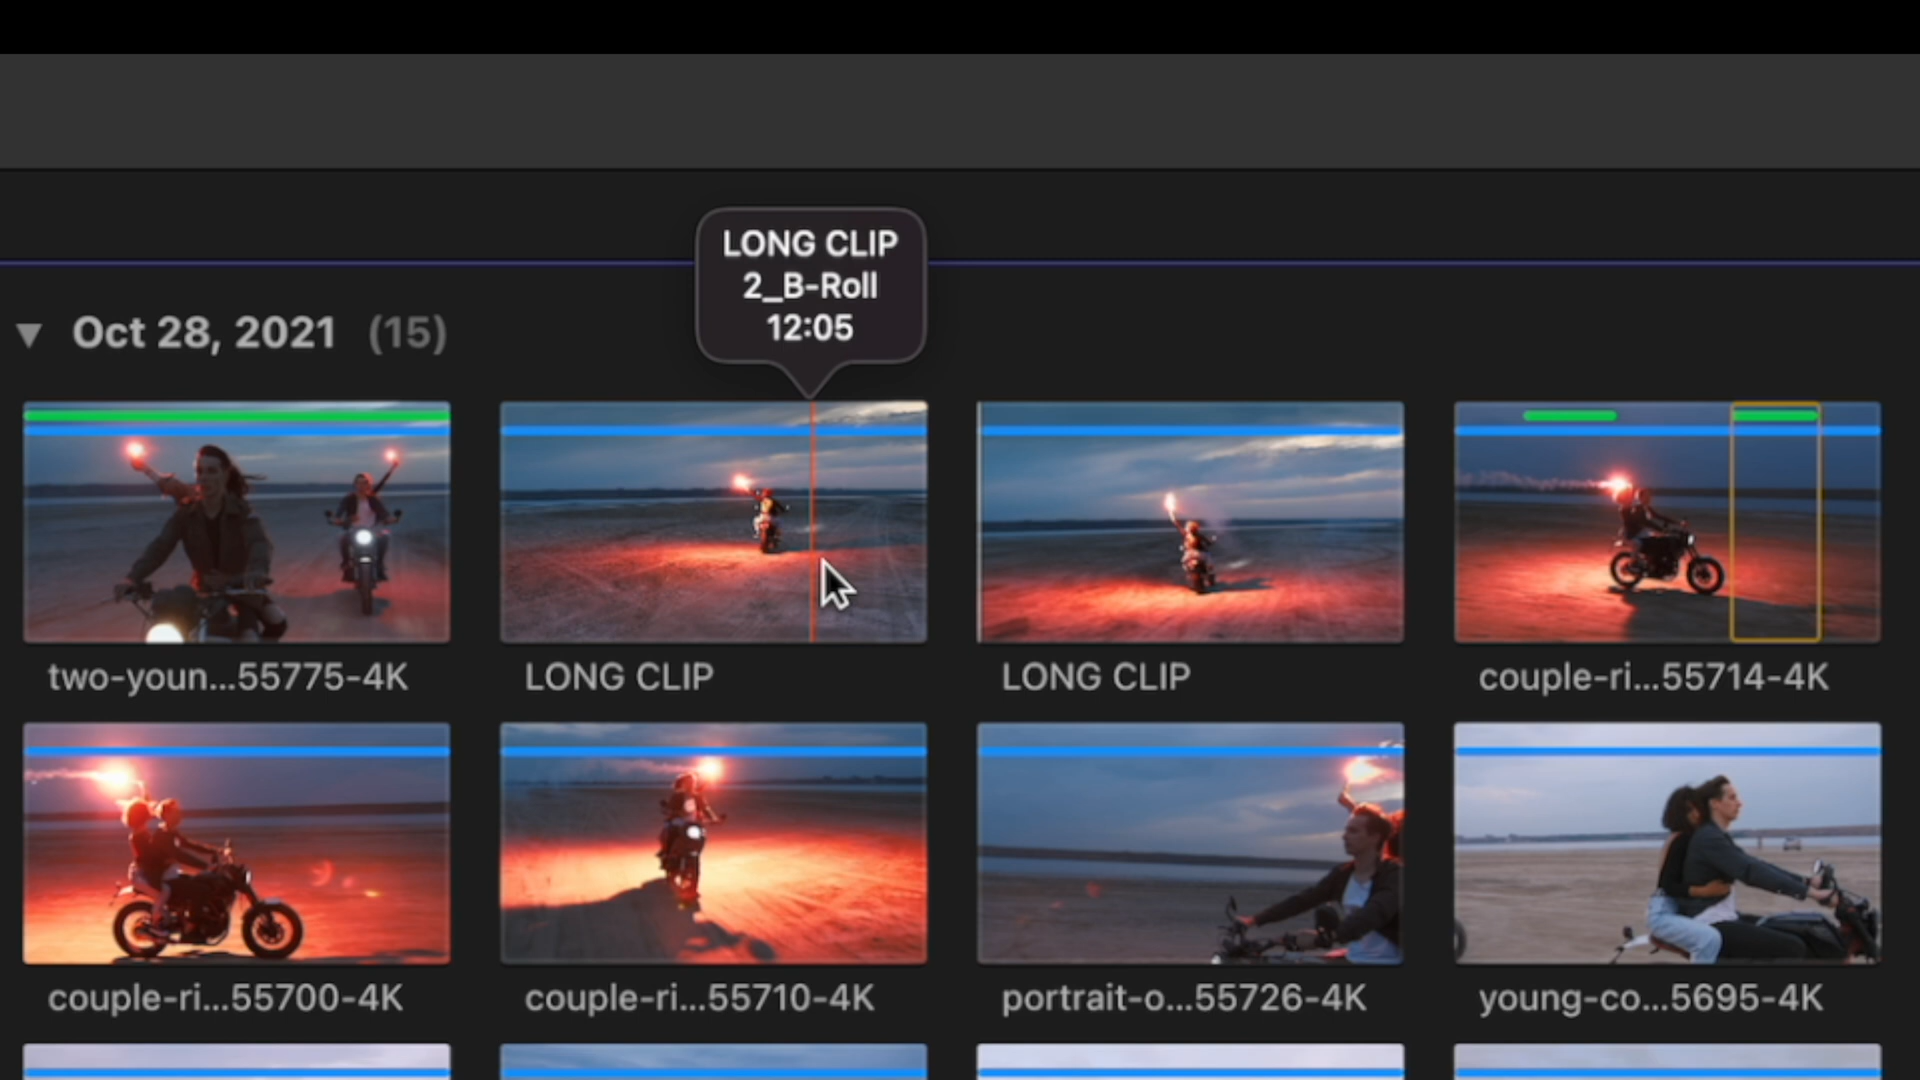 LONG CLIP
2_B-Roll
12:05
Oct 28, 2021 (15)
two-youn...55775-4K
LONG CLIP
LONG CLIP
couple-ri...55714-4K
couple-ri...55700-4K
couple-ri...55710-4K
portrait-o...55726-4K
young-co...5695-4K